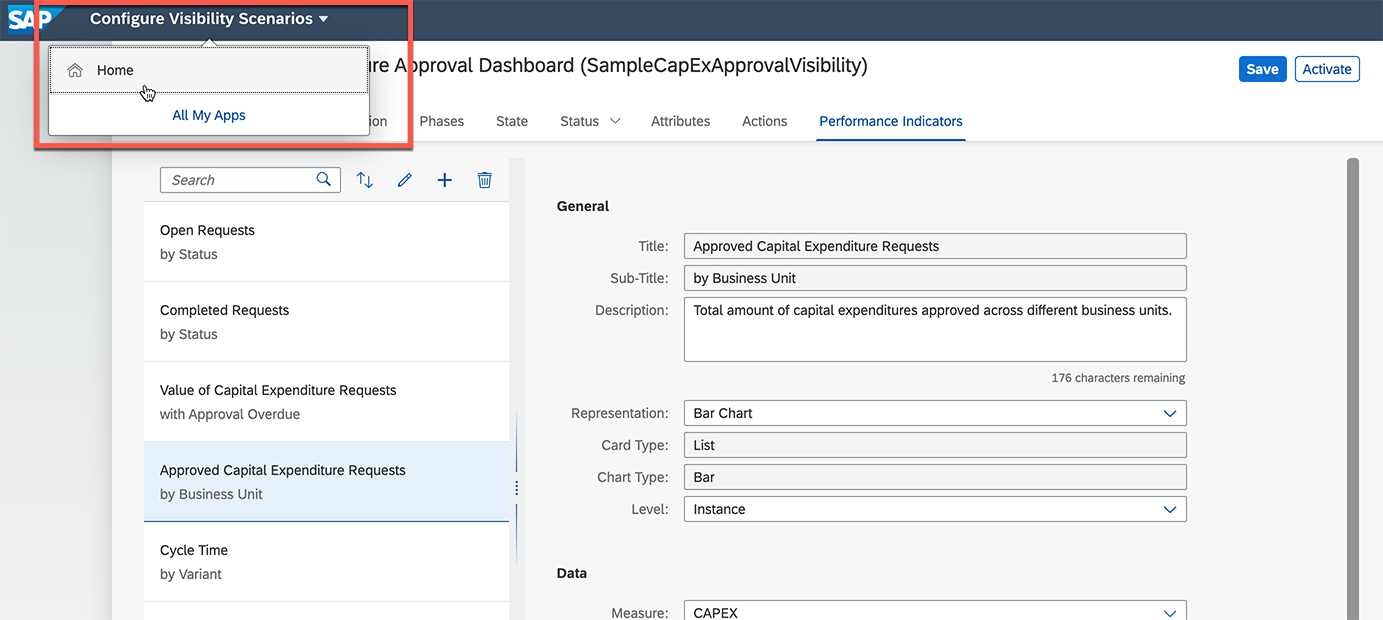 SAP Configure Visibility Scenarios
Home
All My Apps
re Approval Dashboard (SampleCapExApprovalVisibility)
Save
Activate
ion
Phases
State
Status
Attributes
Actions
Performance Indicators
Search
Open Requests
by Status
Completed Requests
by Status
Value of Capital Expenditure Requests
with Approval Overdue
Approved Capital Expenditure Requests
by Business Unit
Cycle Time
by Variant
General
Title: Approved Capital Expenditure Requests
Sub-Title: by Business Unit
Description: Total amount of capital expenditures approved across different business units.
176 characters remaining
Representation: Bar Chart
Card Type: List
Chart Type: Bar
Level: Instance
Data
Measure: CAPEX